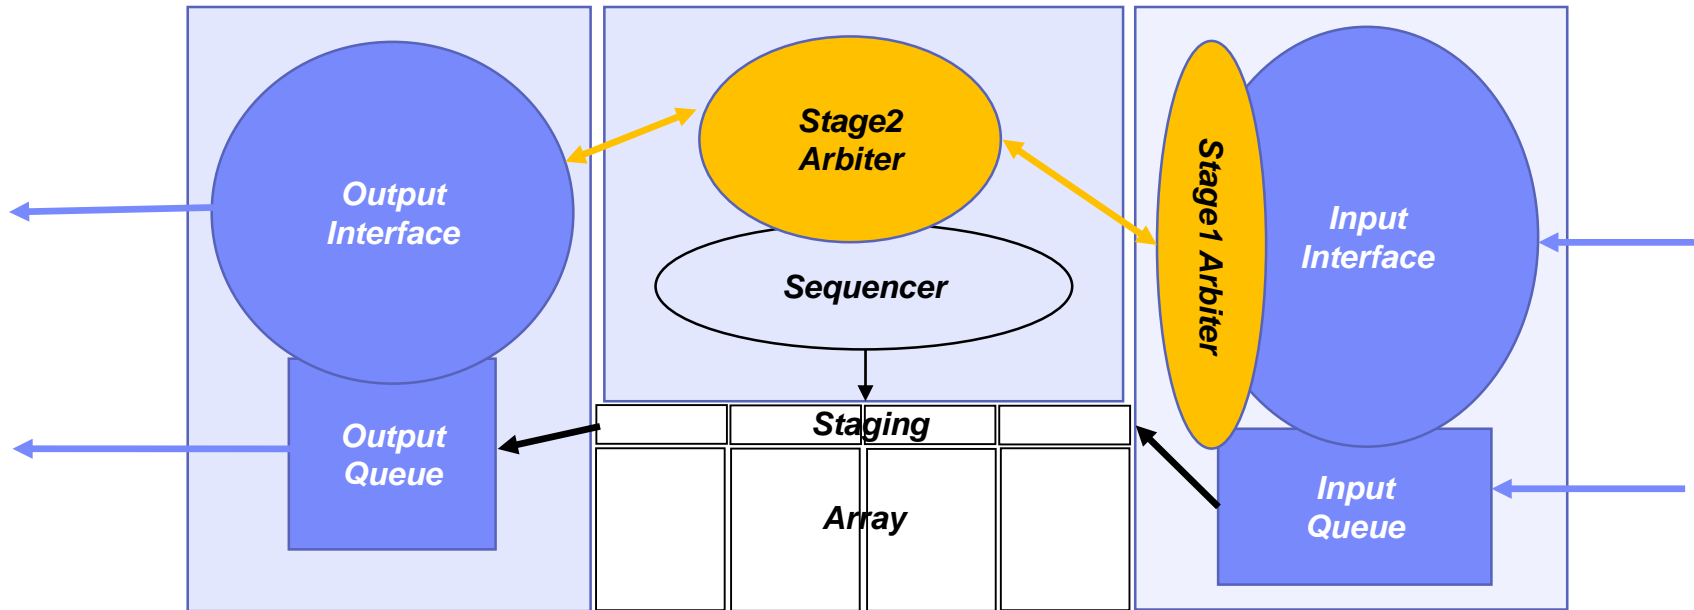 Output
Interface
Output
Queue
Stage2
Arbiter
Sequencer
Staging
Array
Stage1 Arbiter
Input
Interface
Input
Queue